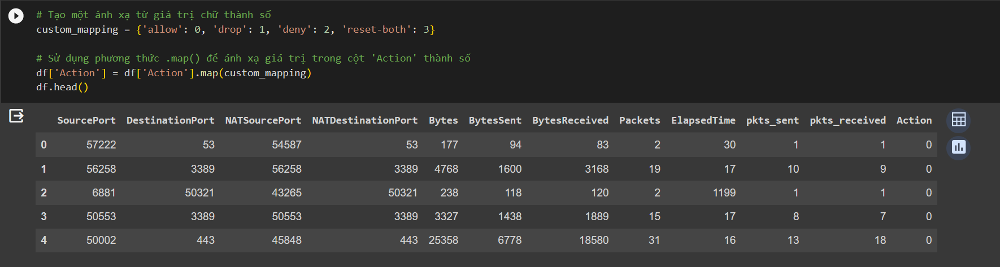 # Tạo một ánh xạ từ giá trị chữ thành số
custom_mapping = {'allow': 0, 'drop': 1, 'deny': 2, 'reset-both': 3}
# Sử dụng phương thức .map() để ánh xạ giá trị trong cột 'Action' thành số
df['Action'] = df['Action'].map(custom_mapping)
df.head()
SourcePort DestinationPort NATSourcePort NATDestinationPort Bytes BytesSent BytesReceived Packets ElapsedTime pkts_sent pkts_received Action
0 57222 53 54587 53 177 94 83 2 30 1 1 0
1 56258 3389 56258 3389 4768 1600 3168 19 17 10 9 0
2 6881 50321 43265 50321 238 118 120 2 1199 1 1 0
3 50553 3389 50553 3389 3327 1438 1889 15 17 8 7 0
4 50002 443 45848 443 25358 6778 18580 31 16 13 18 0